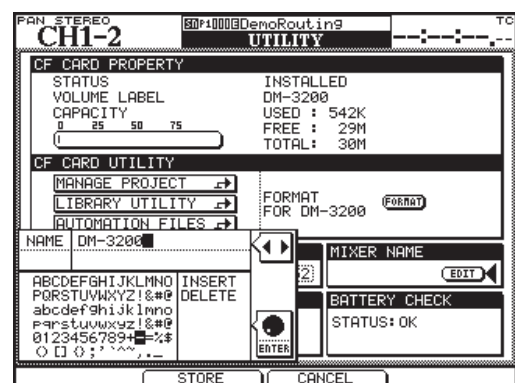 PAN STEREO
CH1-2
DemoRouting
UTILITY
TC
--:--:--.--
CF CARD PROPERTY
STATUS INSTALLED
VOLUME LABEL DM-3200
CAPACITY USED : 542K
0 25 50 75
FREE : 29M
TOTAL: 30M
CF CARD UTILITY
MANAGE PROJECT
LIBRARY UTILITY
AUTOMATION FILES
FORMAT
FOR DM-3200
FORMAT
NAME DM-3200
ABCDEFGHIJKLMNO
PQRSTUVWXYZ!&#@
abcdefghijklmno
pqrstuvwxyz!&#@
INSERT
DELETE
ENTER
2
MIXER NAME
EDIT
BATTERY CHECK
STATUS:OK
STORE CANCEL